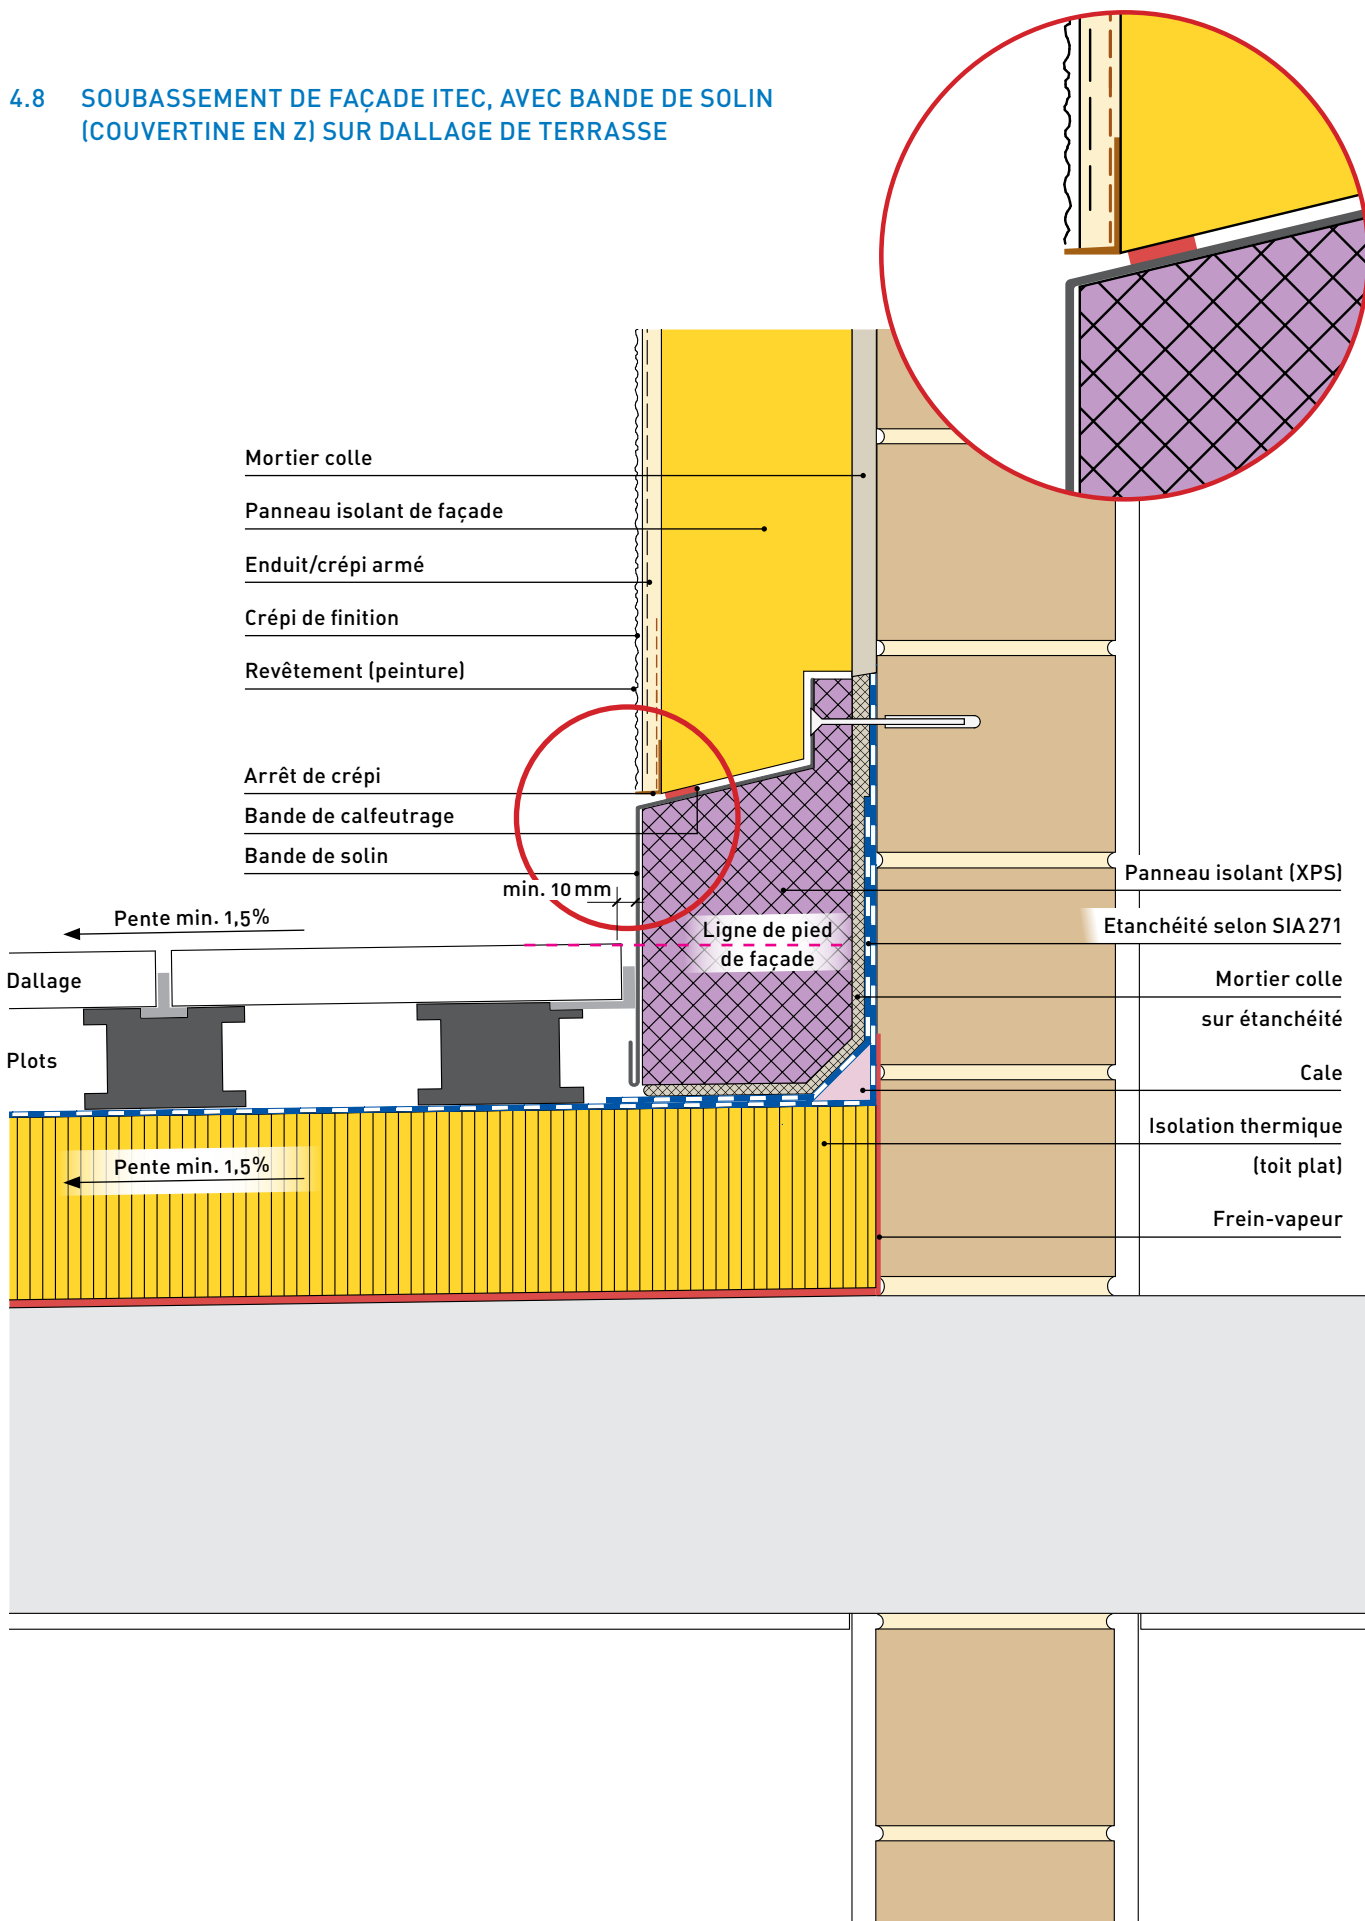 4.8 SOUBASSEMENT DE FAÇADE ITEC, AVEC BANDE DE SOLIN
(COUVERTINE EN Z) SUR DALLAGE DE TERRASSE
Mortier colle
Panneau isolant de façade
Enduit/crépi armé
Crépi de finition
Revêtement (peinture)
Arrêt de crépi
Bande de calfeutrage
Bande de solin
min. 10 mm
Pente min. 1,5%
Dallage
Plots
Ligne de pied
de façade
Pente min. 1,5%
Panneau isolant (XPS)
Etanchéité selon SIA 271
Mortier colle
sur étanchéité
Cale
Isolation thermique
(toit plat)
Frein-vapeur